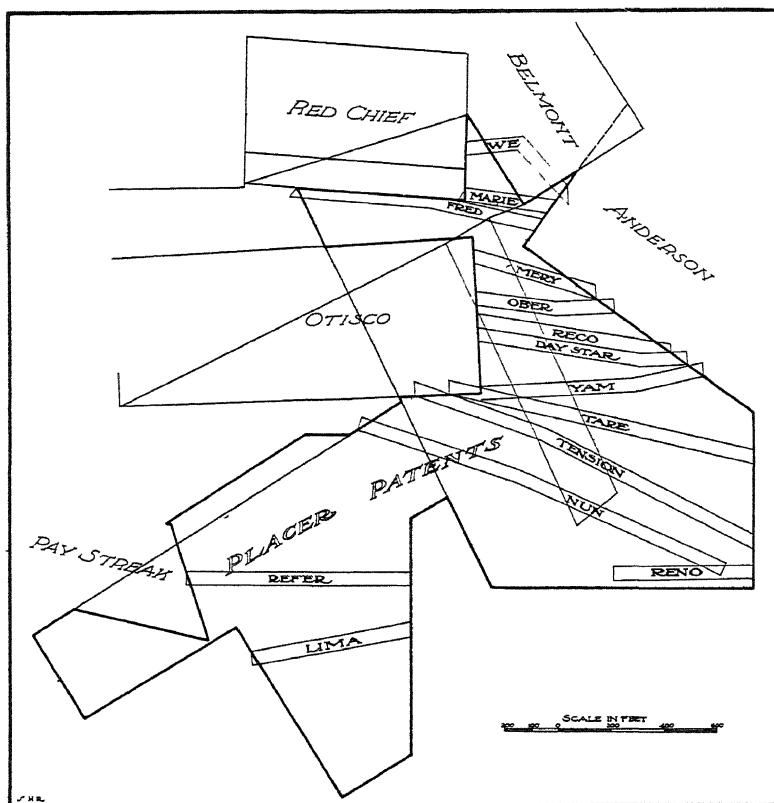 BELMONT
RED CHIEF
WE
MARIE
FRED
ANDERSON
MERY
OBER
OTISCO
RECO
DAY STAR
YAM
TARE
TENSION
PLACER PATENTS
NUN
PAY STREAK
REFER
RENO
LIMA
SCALE IN FEET
200 100 0 200 400 600